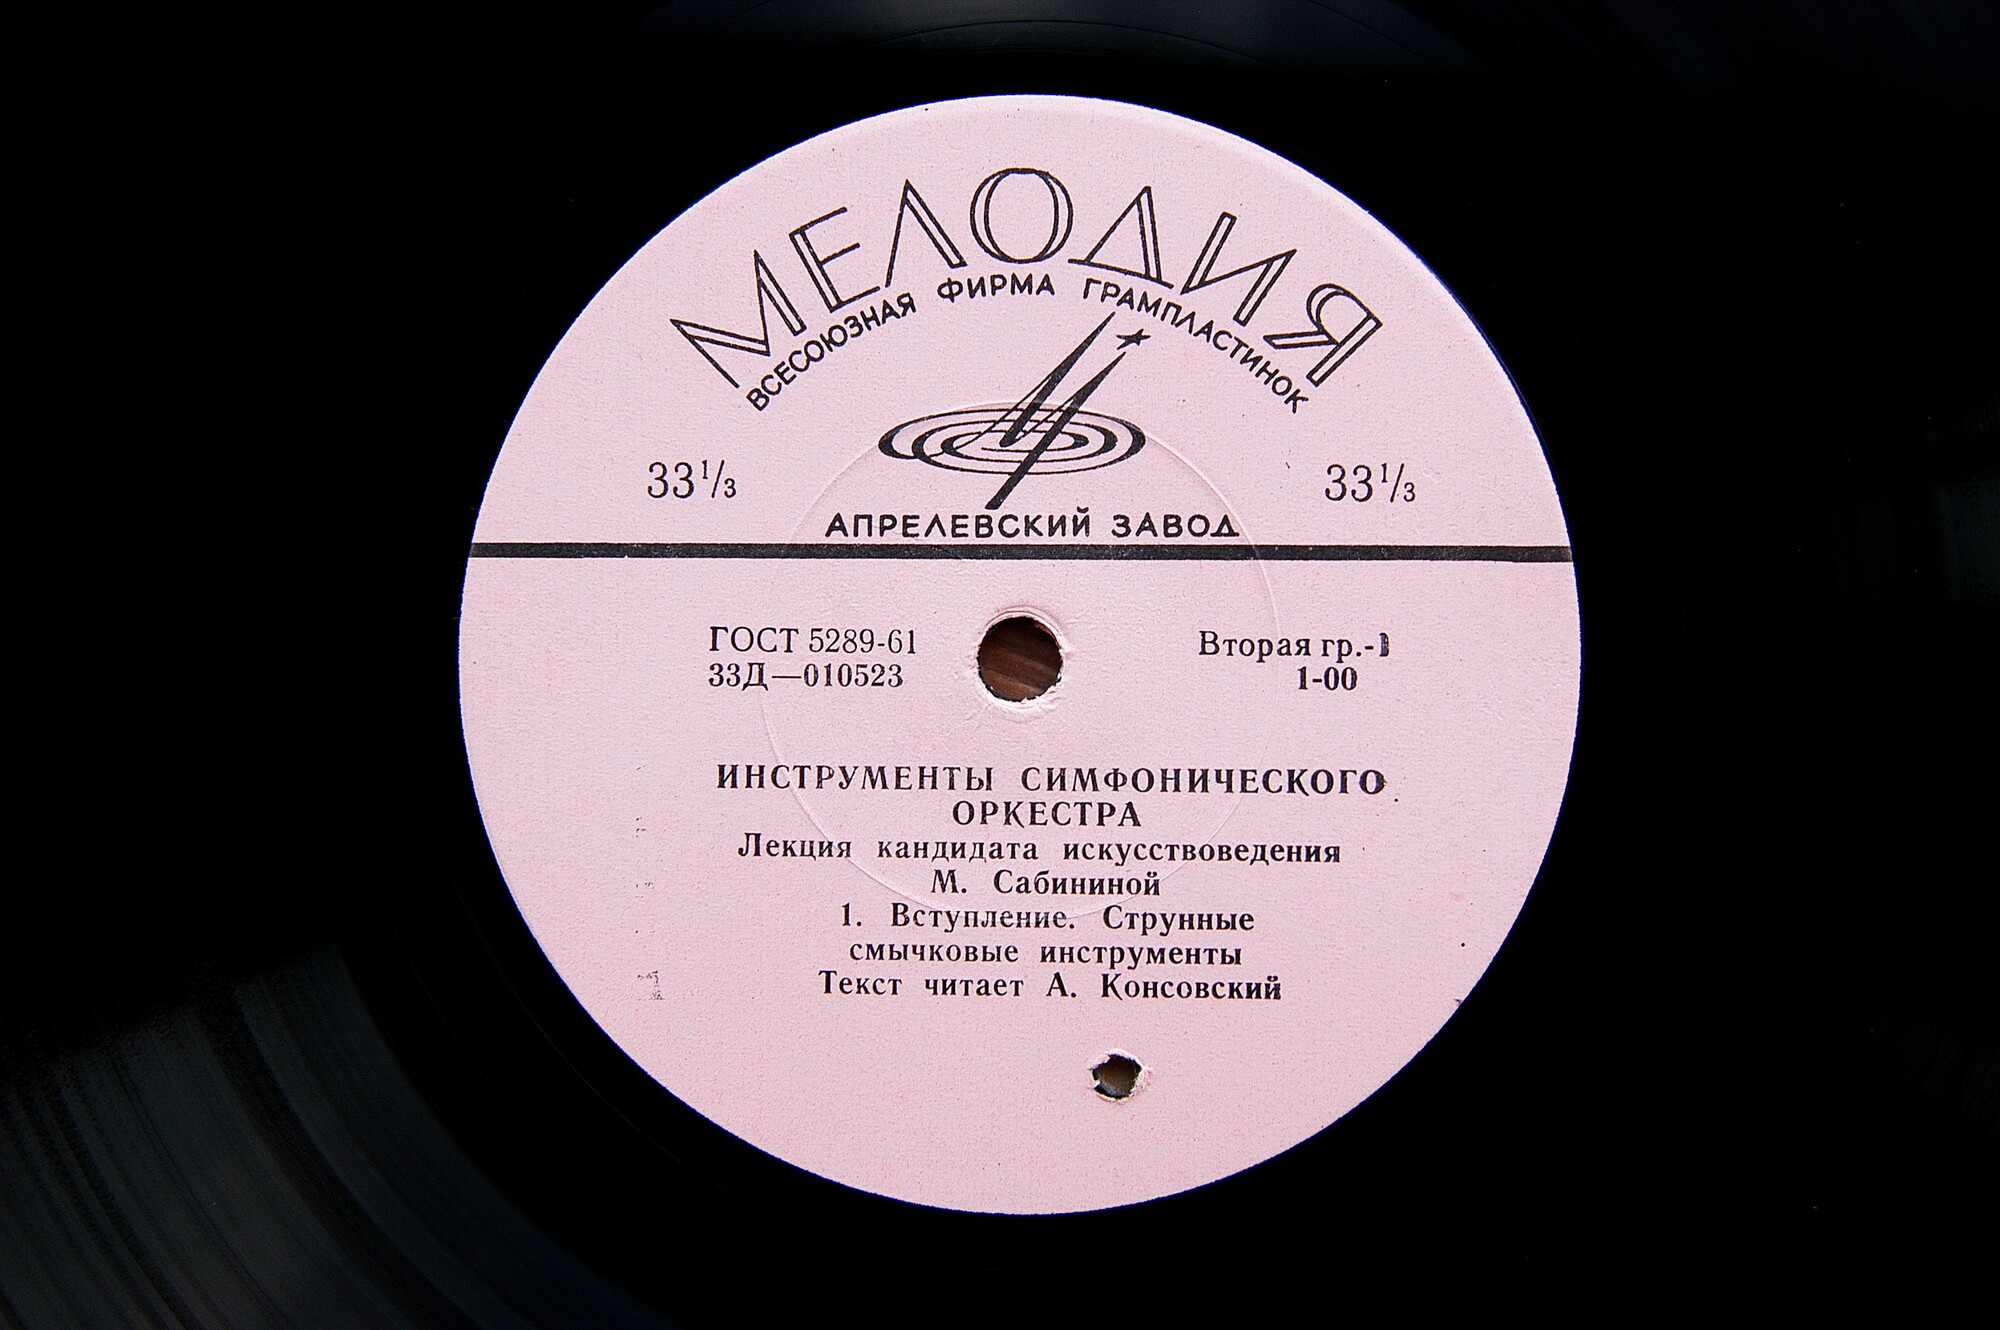 МЕЛОДИЯ
ВСЕСОЮЗНАЯ ФИРМА ГРАМПЛАСТИНОК
33⅓ 33⅓
АПРЕЛЕВСКИЙ ЗАВОД
ГОСТ 5289-61 Вторая гр.-1
33Д—010523 1-00
ИНСТРУМЕНТЫ СИМФОНИЧЕСКОГО
ОРКЕСТРА
Лекция кандидата искусствоведения
М. Сабининой
1. Вступление. Струнные
смычковые инструменты
Текст читает А. Консовский